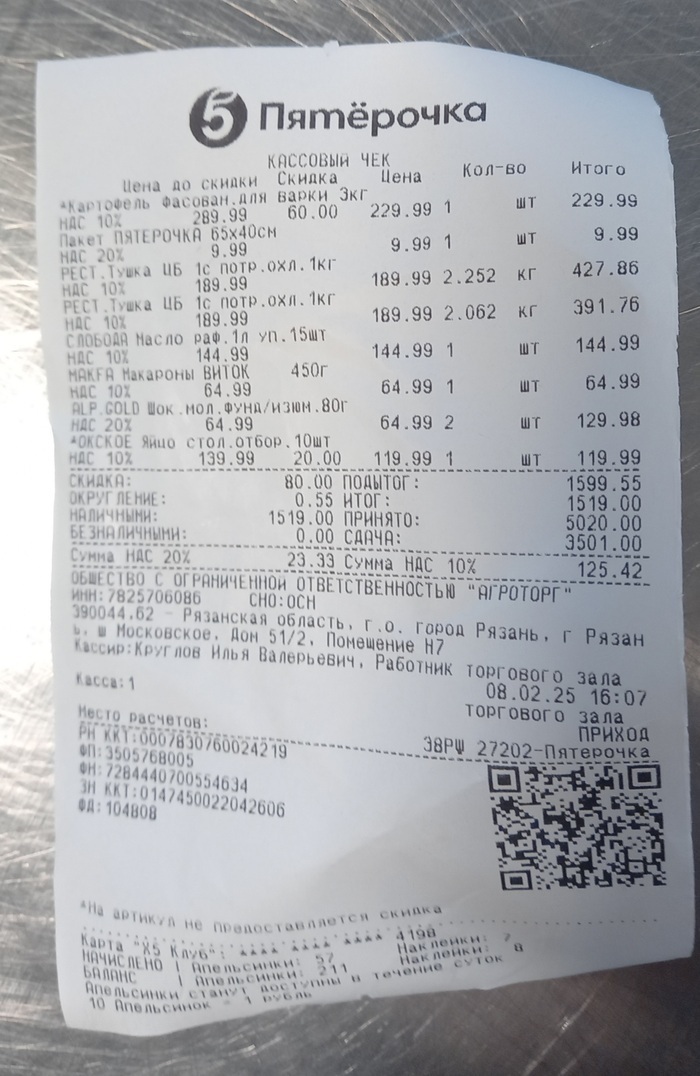 5 Пятёрочка
КАССОВЫЙ ЧЕК
Цена до скидки Скидка Цена Кол-во Итого
*Картофель фасован.для варки 3кг
НДС 10% 289.99 60.00 229.99 1 шт 229.99
Пакет ПЯТЕРОЧКА 65х40см
НДС 20% 9.99 9.99 1 шт 9.99
РЕСТ.Тушка ЦБ 1с потр.охл.1кг
НДС 10% 189.99 189.99 2.252 кг 427.86
РЕСТ.Тушка ЦБ 1с потр.охл.1кг
НДС 10% 189.99 189.99 2.062 кг 391.76
СЛОБОДА Масло раф.1л уп.15шт
НДС 10% 144.99 144.99 1 шт 144.99
МАКFА Макароны ВИТОК 450г
НДС 10% 64.99 64.99 1 шт 64.99
ALP.GOLD Шок.мол.фунд/изюм.80г
НДС 20% 64.99 64.99 2 шт 129.98
*ОКСКОЕ Яйцо стол.отбор.10шт
НДС 10% 139.99 20.00 119.99 1 шт 119.99
СКИДКА: 80.00 ПОДЫТОГ: 1599.55
ОКРУГЛЕНИЕ: 0.55 ИТОГ: 1519.00
НАЛИЧНЫМИ: 1519.00 ПРИНЯТО: 5020.00
БЕЗНАЛИЧНЫМИ: 0.00 СДАЧА: 3501.00
Сумма НДС 20% 23.33 Сумма НДС 10% 125.42
ОБЩЕСТВО С ОГРАНИЧЕННОЙ ОТВЕТСТВЕННОСТЬЮ "АГРОТОРГ"
ИНН:7825706086 СНО:ОСН
390044,62 - Рязанская область, г.о. город Рязань, г Рязан
ь, ш Московское, Дом 51/2, Помещение Н7
Кассир:Круглов Илья Валерьевич, Работник торгового зала
Касса:1 08.02.25 16:07
торгового зала
Место расчетов: ПРИХОД
РН ККТ:0007830760024219 38РШ 27202-Пятерочка
ФП:3505768005
ФН:7284440700554634
ЗН ККТ:0147450022042606
ФД:104808
*На артикул не предоставляется скидка
Карта "Х5 Клуб": **** **** **** 4198
НАЧИСЛЕНО | Апельсинки: 57 Наклейки: 7
БАЛАНС | Апельсинки: 211 Наклейки: 8
Апельсинки станут доступны в течение суток
10 Апельсинок = 1 рубль